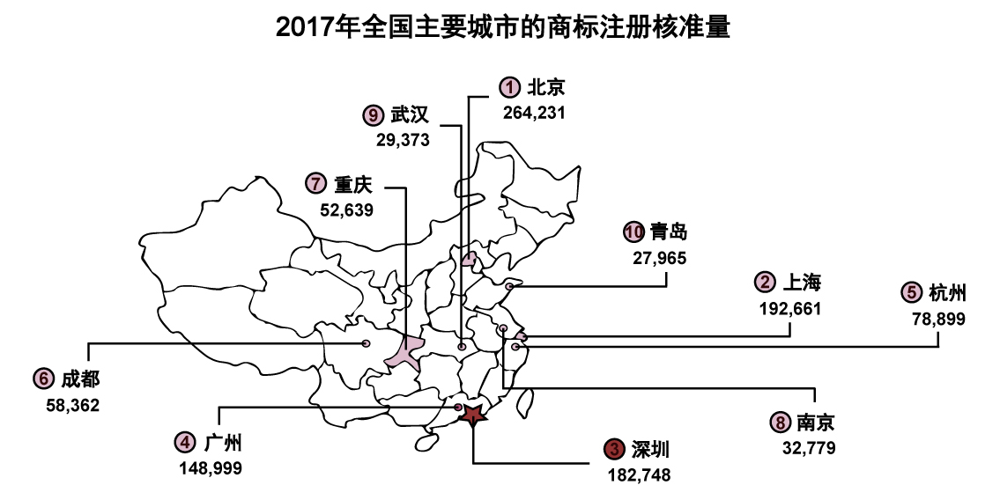 2017年全国主要城市的商标注册核准量
1 北京
264,231
9 武汉
29,373
7 重庆
52,639
10 青岛
27,965
2 上海
192,661
5 杭州
78,899
6 成都
58,362
8 南京
32,779
4 广州
148,999
3 深圳
182,748